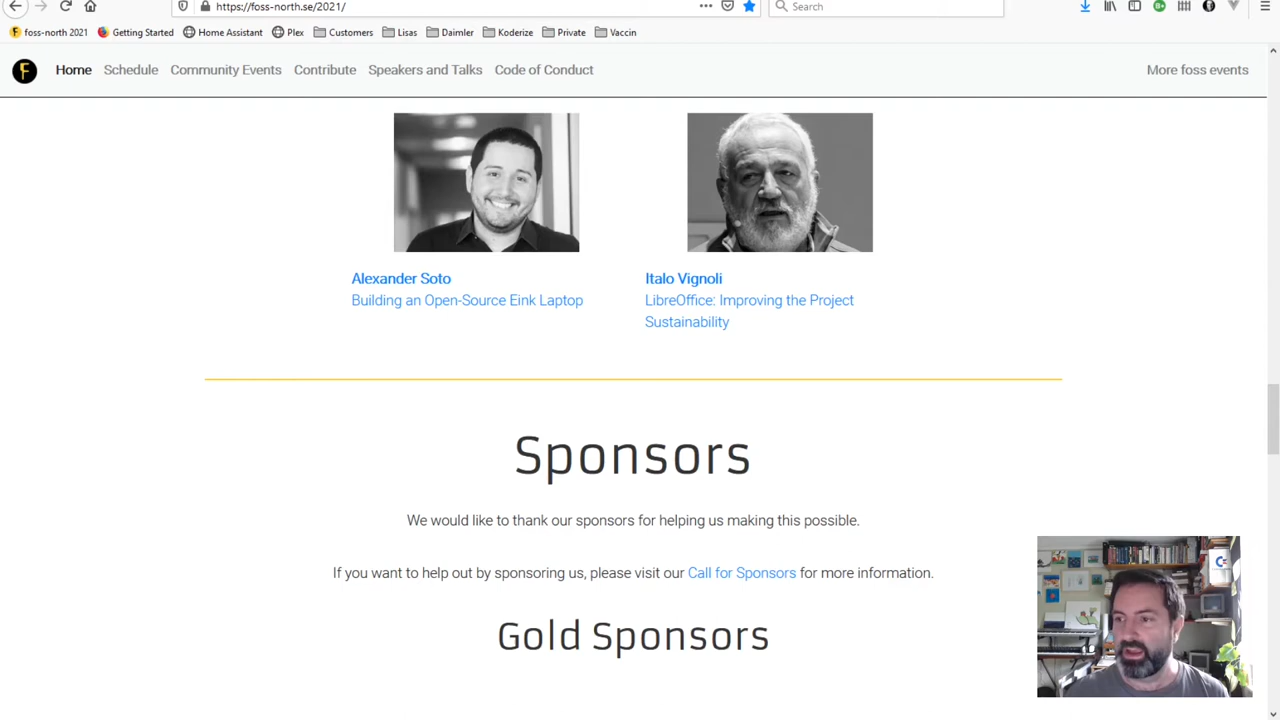 https://foss-north.se/2021/
Search
foss-north 2021 Getting Started Home Assistant Plex Customers Lisas Daimler Koderize Private Vaccin
F Home Schedule Community Events Contribute Speakers and Talks Code of Conduct More foss events
Alexander Soto
Building an Open-Source Eink Laptop
Italo Vignoli
LibreOffice: Improving the Project
Sustainability
Sponsors
We would like to thank our sponsors for helping us making this possible.
If you want to help out by sponsoring us, please visit our Call for Sponsors for more information.
Gold Sponsors